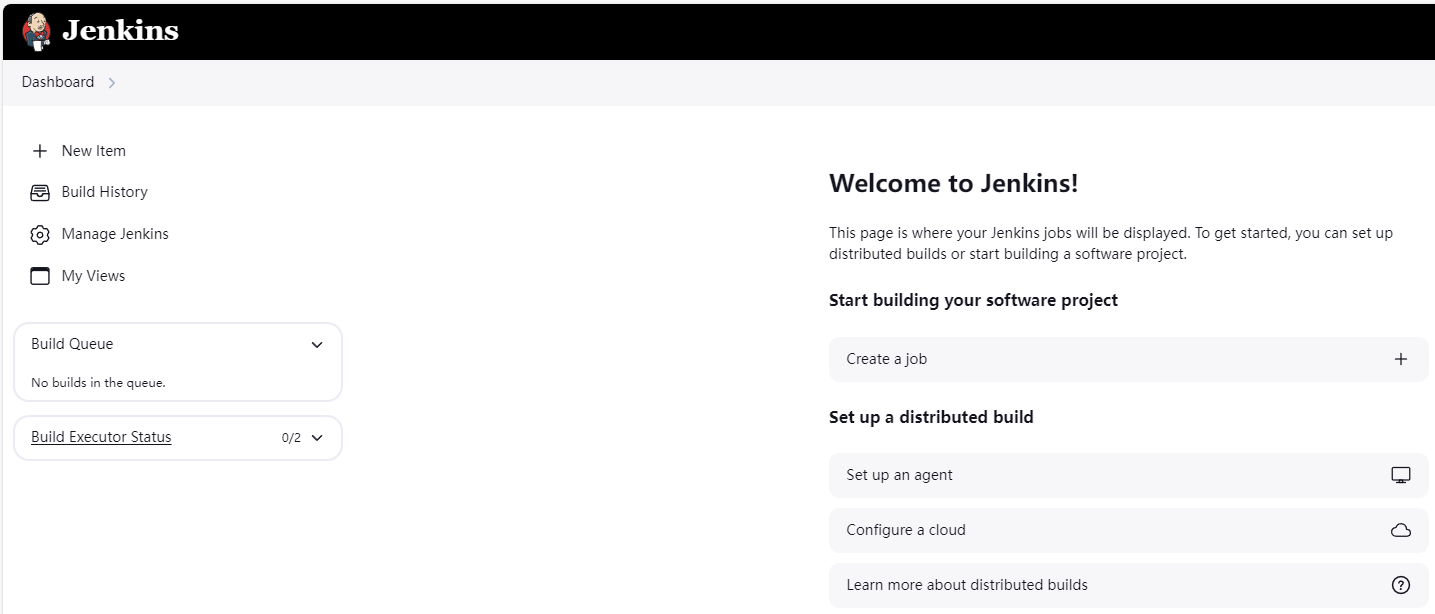 Jenkins
Dashboard
New Item
Build History
Manage Jenkins
My Views
Build Queue
No builds in the queue.
Build Executor Status 0/2
Welcome to Jenkins!
This page is where your Jenkins jobs will be displayed. To get started, you can set up
distributed builds or start building a software project.
Start building your software project
Create a job
Set up a distributed build
Set up an agent
Configure a cloud
Learn more about distributed builds